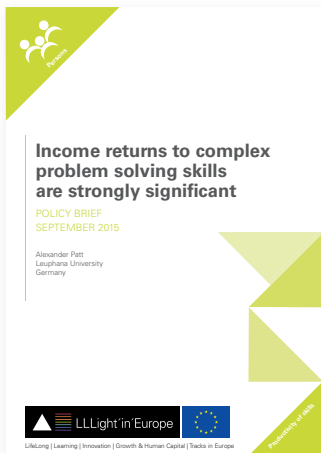 Persons
Income returns to complex
problem solving skills
are strongly significant
POLICY BRIEF
SEPTEMBER 2015
Alexander Patt
Leuphana University
Germany
LLLight´in´Europe
LifeLong | Learning | Innovation | Growth & Human Capital | Tracks in Europe
Productivity of skills